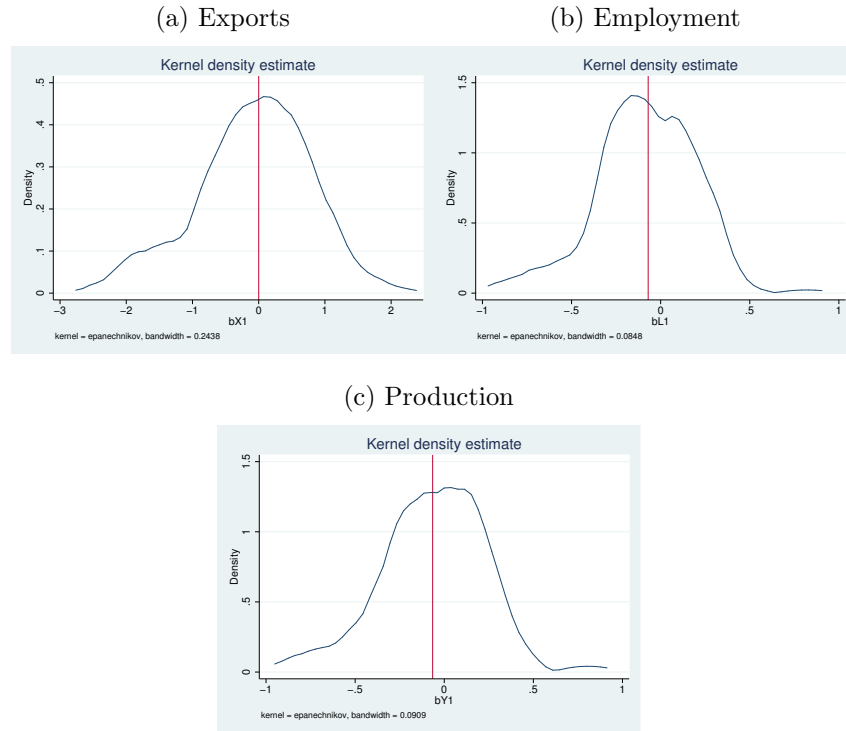 (a) Exports
Kernel density estimate
Density
0 .1 .2 .3 .4 .5
−3 −2 −1 0 1 2
bX1
kernel = epanechnikov, bandwidth = 0.2438
(b) Employment
Kernel density estimate
Density
0 .5 1 1.5
−1 −.5 0 .5 1
bL1
kernel = epanechnikov, bandwidth = 0.0848
(c) Production
Kernel density estimate
Density
0 .5 1 1.5
−1 −.5 0 .5 1
bY1
kernel = epanechnikov, bandwidth = 0.0909